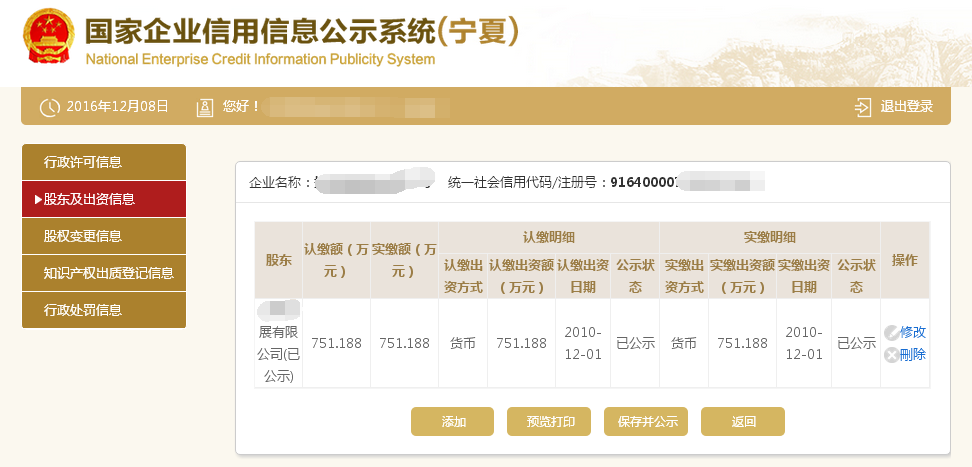 国家企业信用信息公示系统(宁夏)
National Enterprise Credit Information Publicity System
2016年12月08日 您好！ 退出登录
行政许可信息
股东及出资信息
股权变更信息
知识产权出质登记信息
行政处罚信息
企业名称： 统一社会信用代码/注册号：91640000
股东 认缴额（万元） 实缴额（万元） 认缴明细 实缴明细 操作
认缴出资方式 认缴出资额（万元） 认缴出资日期 公示状态 实缴出资方式 实缴出资额（万元） 实缴出资日期 公示状态
展有限公司(已公示) 751.188 751.188 货币 751.188 2010-12-01 已公示 货币 751.188 2010-12-01 已公示 修改 删除
添加 预览打印 保存并公示 返回